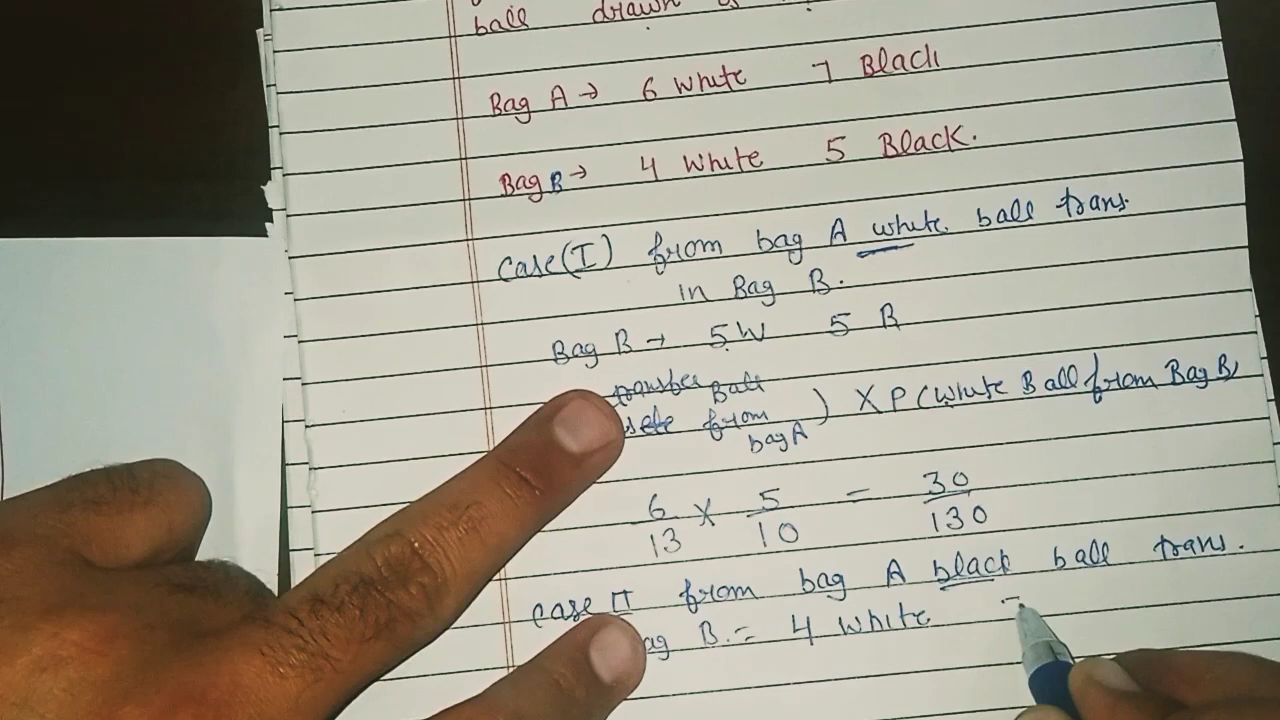 ball drawn
Bag A → 6 White 7 Black
Bag B → 4 White 5 Black.
Case(I) from bag A white ball trans.
in Bag B.
Bag B → 5W 5 B
transfer Ball
from
bag A ) X P (White Ball from Bag B)
6/13 X 5/10 = 30/130
Case II from bag A black ball trans.
ag B. = 4 White